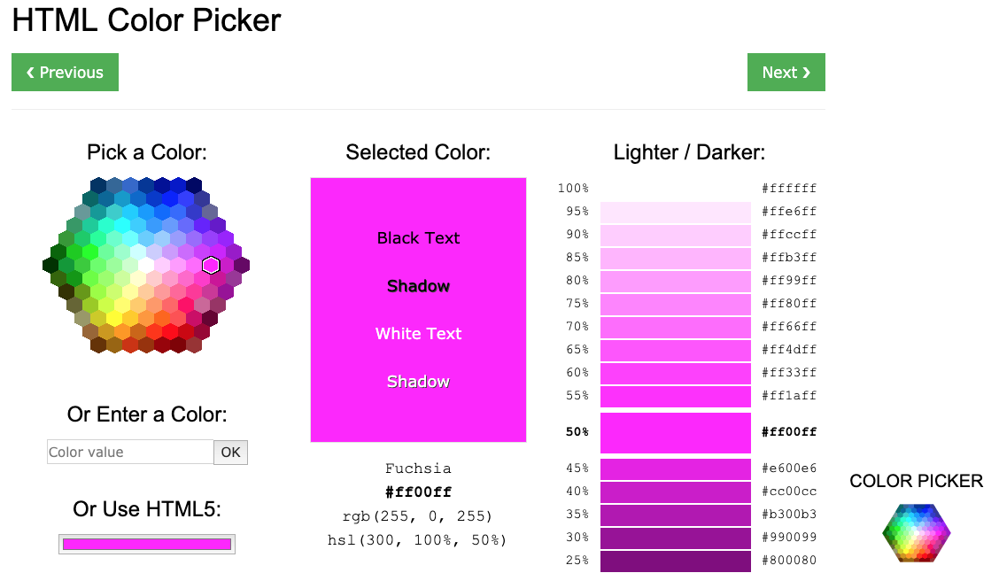 HTML Color Picker
❮ Previous
Next ❯
Pick a Color:
Or Enter a Color:
Color value
OK
Or Use HTML5:
Selected Color:
Black Text
Shadow
White Text
Shadow
Fuchsia
#ff00ff
rgb(255, 0, 255)
hsl(300, 100%, 50%)
Lighter / Darker:
100% #ffffff
95% #ffe6ff
90% #ffccff
85% #ffb3ff
80% #ff99ff
75% #ff80ff
70% #ff66ff
65% #ff4dff
60% #ff33ff
55% #ff1aff
50% #ff00ff
45% #e600e6
40% #cc00cc
35% #b300b3
30% #990099
25% #800080
COLOR PICKER